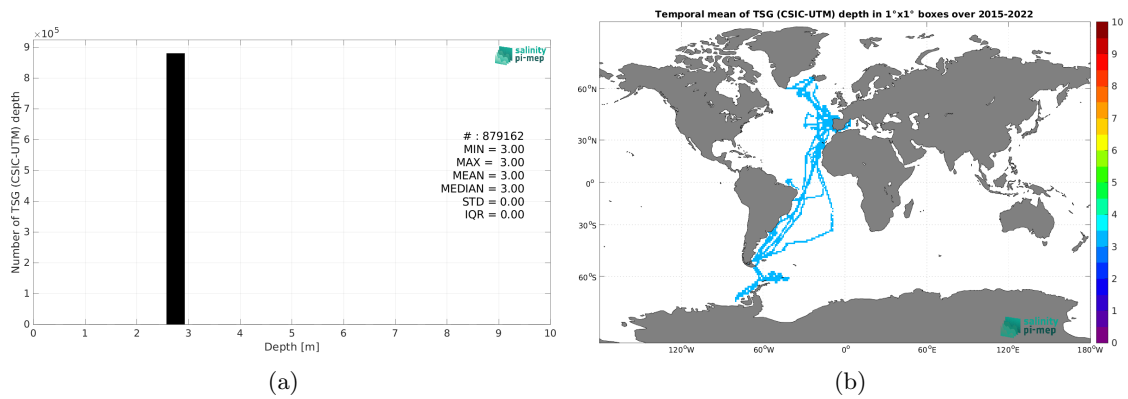 ×10⁵
9
8
7
6
5
4
3
2
1
0
Number of TSG (CSIC-UTM) depth
salinity
pi-mep
# : 879162
MIN = 3.00
MAX = 3.00
MEAN = 3.00
MEDIAN = 3.00
STD = 0.00
IQR = 0.00
0 1 2 3 4 5 6 7 8 9 10
Depth [m]
(a)
Temporal mean of TSG (CSIC-UTM) depth in 1°x1° boxes over 2015-2022
60°N
30°N
0°
30°S
60°S
120°W 60°W 0° 60°E 120°E 180°W
salinity
pi-mep
10
9
8
7
6
5
4
3
2
1
0
(b)